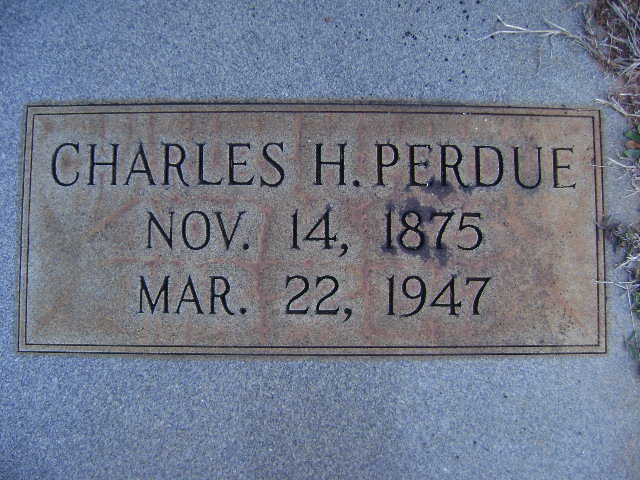 CHARLES H. PERDUE
NOV. 14, 1875
MAR. 22, 1947